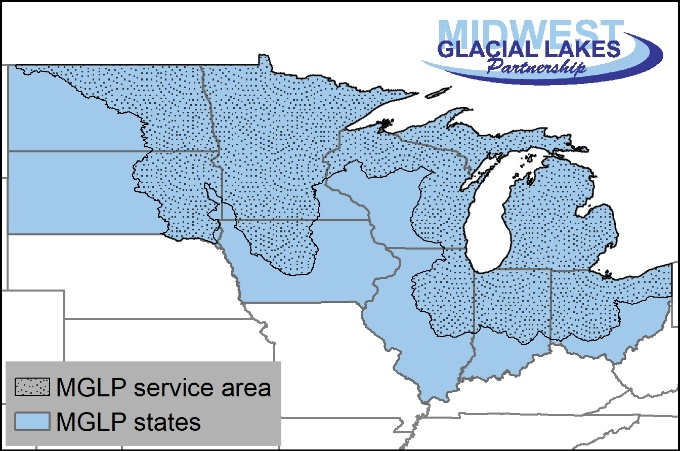 MIDWEST
GLACIAL LAKES
Partnership
MGLP service area
MGLP states